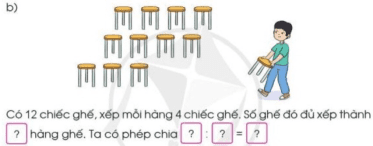 b)
Có 12 chiếc ghế, xếp mỗi hàng 4 chiếc ghế. Số ghế đó đủ xếp thành
? hàng ghế. Ta có phép chia ? : ? = ?